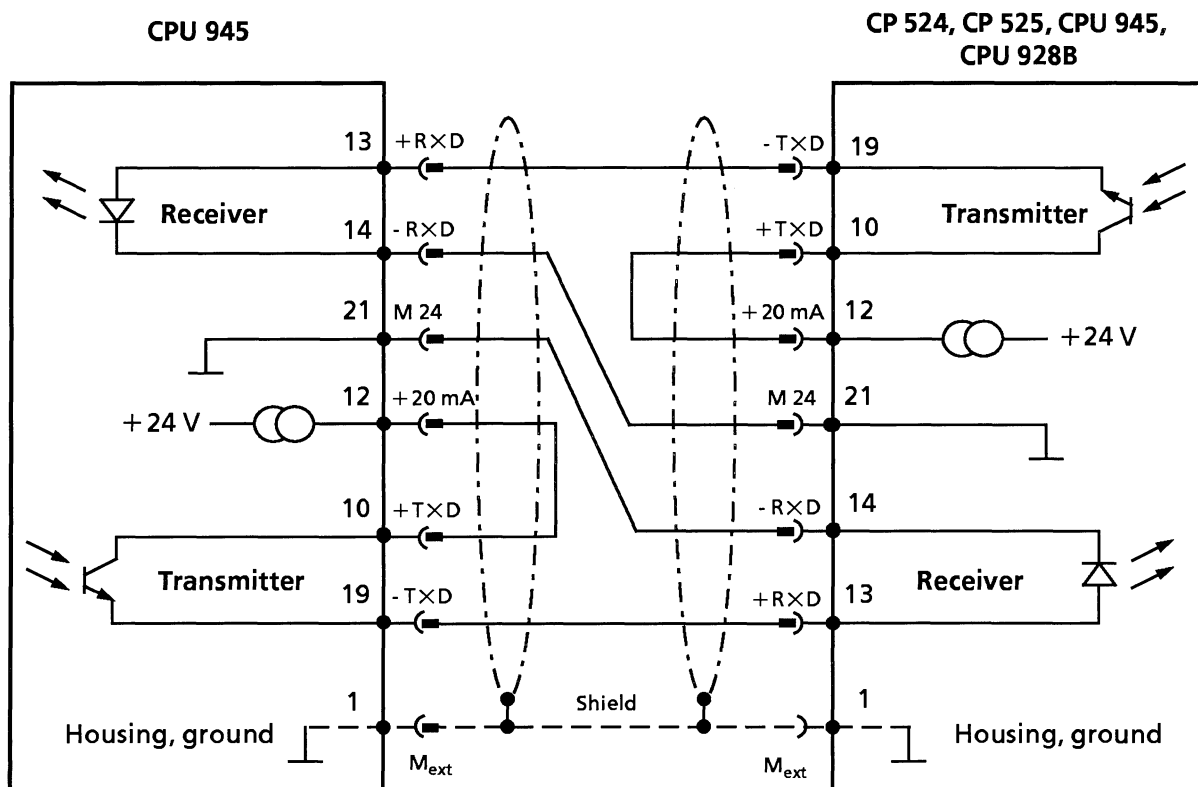 CPU 945
CP 524, CP 525, CPU 945,
CPU 928B
13 +R×D
- T×D 19
Receiver
Transmitter
14 - R×D
+T×D 10
21 M 24
+20 mA 12
+24 V
12 +20 mA
M 24 21
+24 V
10 +T×D
- R×D 14
Transmitter
Receiver
19 - T×D
+R×D 13
1
Shield
1
Housing, ground
Housing, ground
Mext
Mext